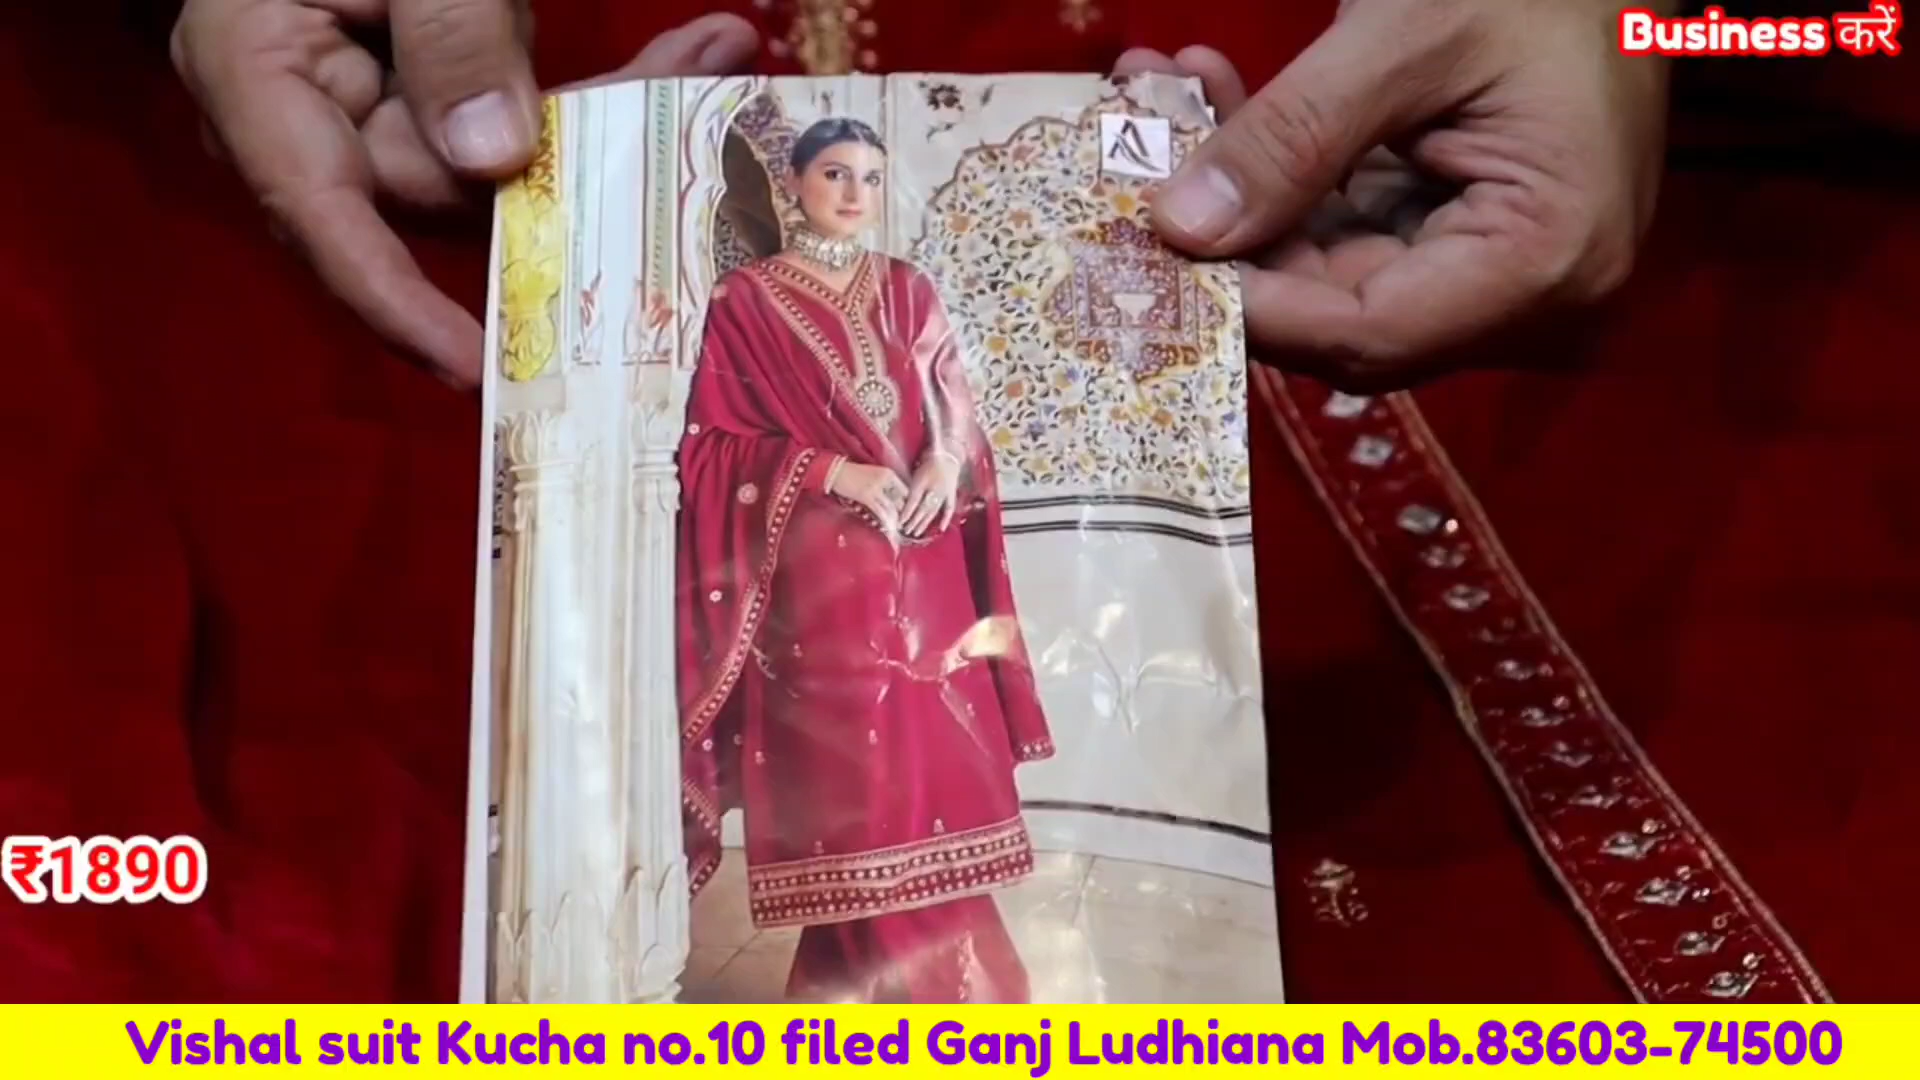 Business करें
₹1890
Vishal suit Kucha no.10 filed Ganj Ludhiana Mob.83603-74500